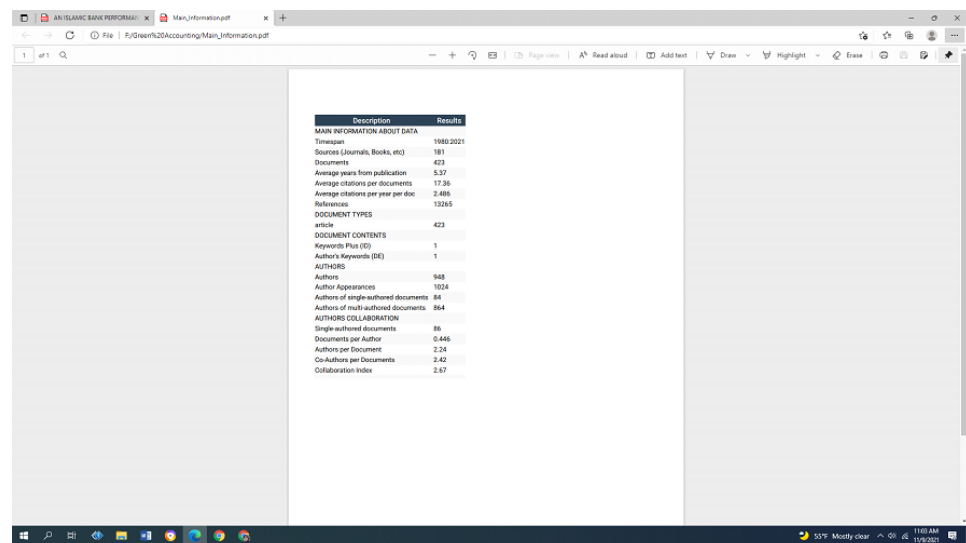 AN ISLAMIC BANK PERFORMAN
Main_Information.pdf
File | F:/Green%20Accounting/Main_Information.pdf
1 of 1
Page view | Read aloud | Add text | Draw Highlight Erase
Description Results
MAIN INFORMATION ABOUT DATA
Timespan 1980:2021
Sources (Journals, Books, etc) 181
Documents 423
Average years from publication 5.37
Average citations per documents 17.36
Average citations per year per doc 2.486
References 13265
DOCUMENT TYPES
article 423
DOCUMENT CONTENTS
Keywords Plus (ID) 1
Author's Keywords (DE) 1
AUTHORS
Authors 948
Author Appearances 1024
Authors of single-authored documents 84
Authors of multi-authored documents 864
AUTHORS COLLABORATION
Single-authored documents 86
Documents per Author 0.446
Authors per Document 2.24
Co-Authors per Documents 2.42
Collaboration Index 2.67
55°F Mostly clear
11:03 AM
11/9/2021